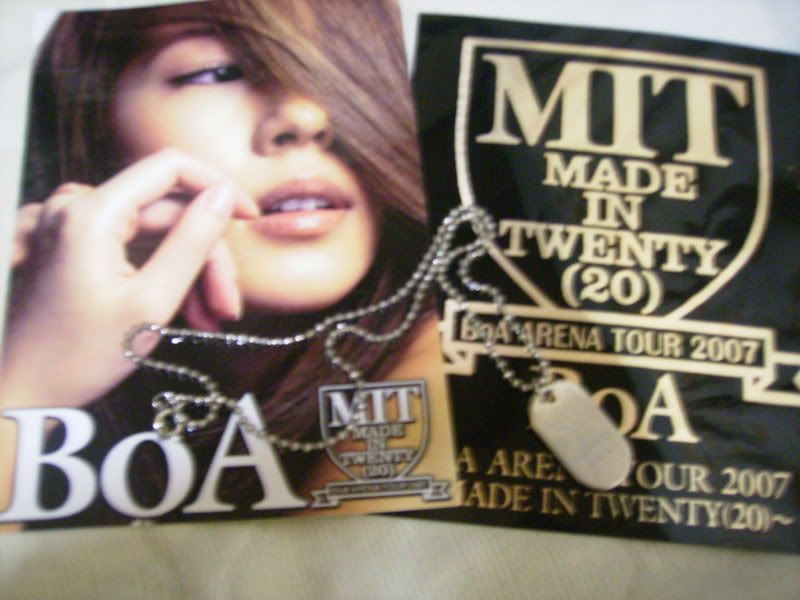 BoA
MIT
MADE
IN
TWENTY
(20)
MIT
MADE
IN
TWENTY
(20)
BoA ARENA TOUR 2007
BoA
A ARENA TOUR 2007
MADE IN TWENTY(20)~